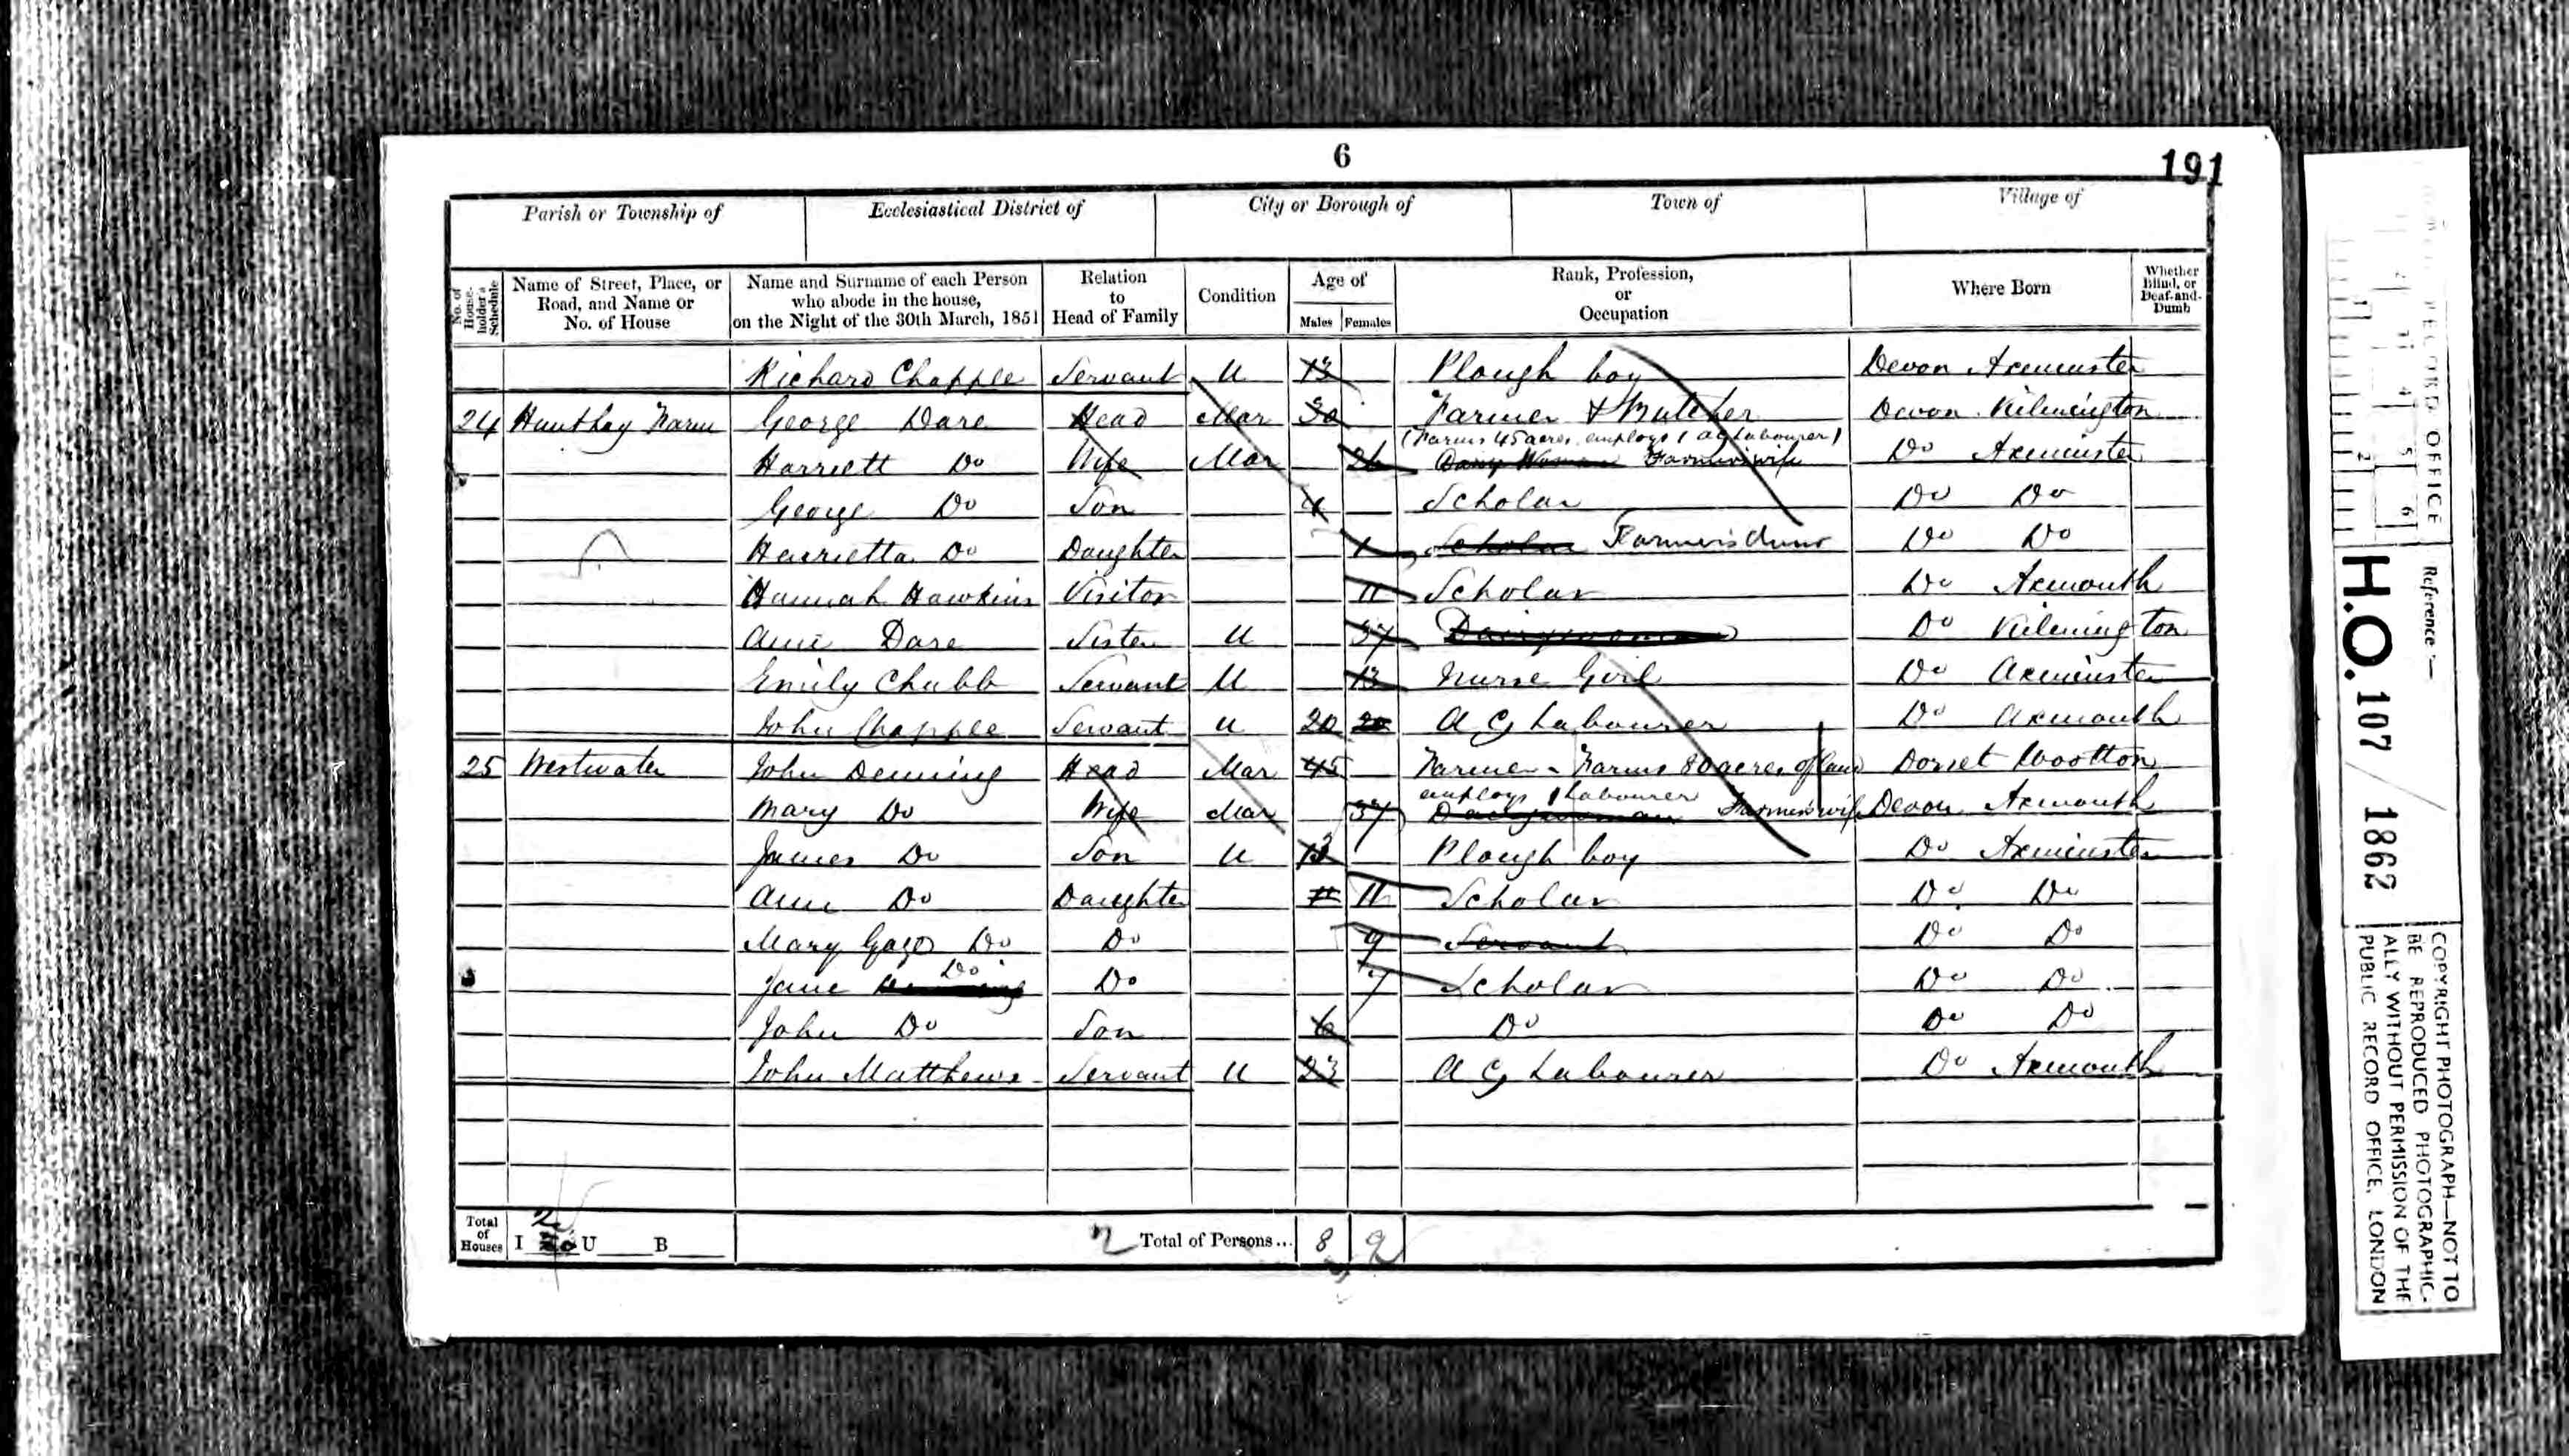 6
191
Parish or Township of Ecclesiastical District of City or Borough of Town of Village of
No. of House-holder's Schedule Name of Street, Place, or Road, and Name or No. of House Name and Surname of each Person who abode in the house, on the Night of the 30th March, 1851 Relation to Head of Family Condition Age of Males Females Rank, Profession, or Occupation Where Born Whether Blind, or Deaf-and-Dumb
Richard Chapple Servant U 13 Plough boy Devon Axminster
24 Hunthay Farm George Dare Head Mar 30 Farmer & Butcher Devon Kilmington
(Farms 45 acres employs 1 ag labourer)
Harriett Do Wife Mar 26 Dairy Woman Farmer's wife Do Axminster
George Do Son 4 Scholar Do Do
Henrietta Do Daughter 1 Scholar Farmer's Do Do
Hannah Hawkins Visitor 11 Scholar Do Axmouth
Ann Dare Sister U 37 Dairywoman Do Kilmington
Emily Chubb Servant U 13 Nurse Girl Do Axminster
John Chapple Servant U 20 20 Ag Labourer Do Axmouth
25 Westwater John Demming Head Mar 45 Farmer - Farms 80 acres of land Dorset Wootton
employs 1 Labourer
Mary Do Wife Mar 37 Dairywoman Farmer's wife Devon Axmouth
James Do Son U 13 Plough boy Do Axminster
Ann Do Daughter 11 11 Scholar Do Do
Mary Do Do 9 Servant Do Do
Jane Do Do 7 Scholar Do Do
John Do Son 6 Do Do Do
John Matthews Servant U 23 Ag Labourer Do Axmouth
Total of Houses I 2 U B 2 Total of Persons... 8 9
PUBLIC RECORD OFFICE
Reference :—
H.O. 107 / 1862
COPYRIGHT PHOTOGRAPH—NOT TO
BE REPRODUCED PHOTOGRAPHIC-
ALLY WITHOUT PERMISSION OF THE
PUBLIC RECORD OFFICE, LONDON